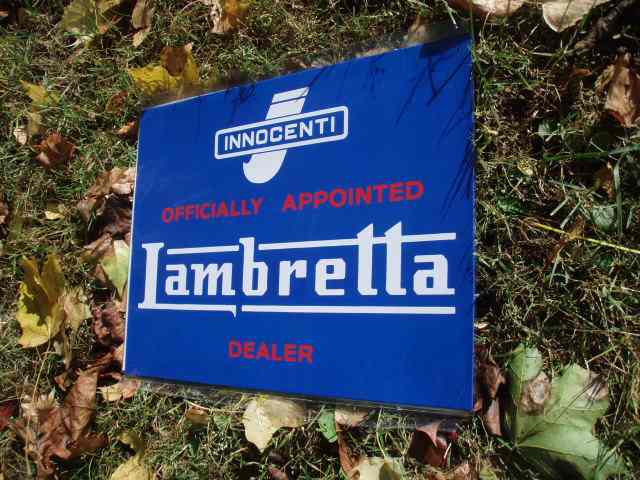 INNOCENTI
OFFICIALLY APPOINTED
Lambretta
DEALER